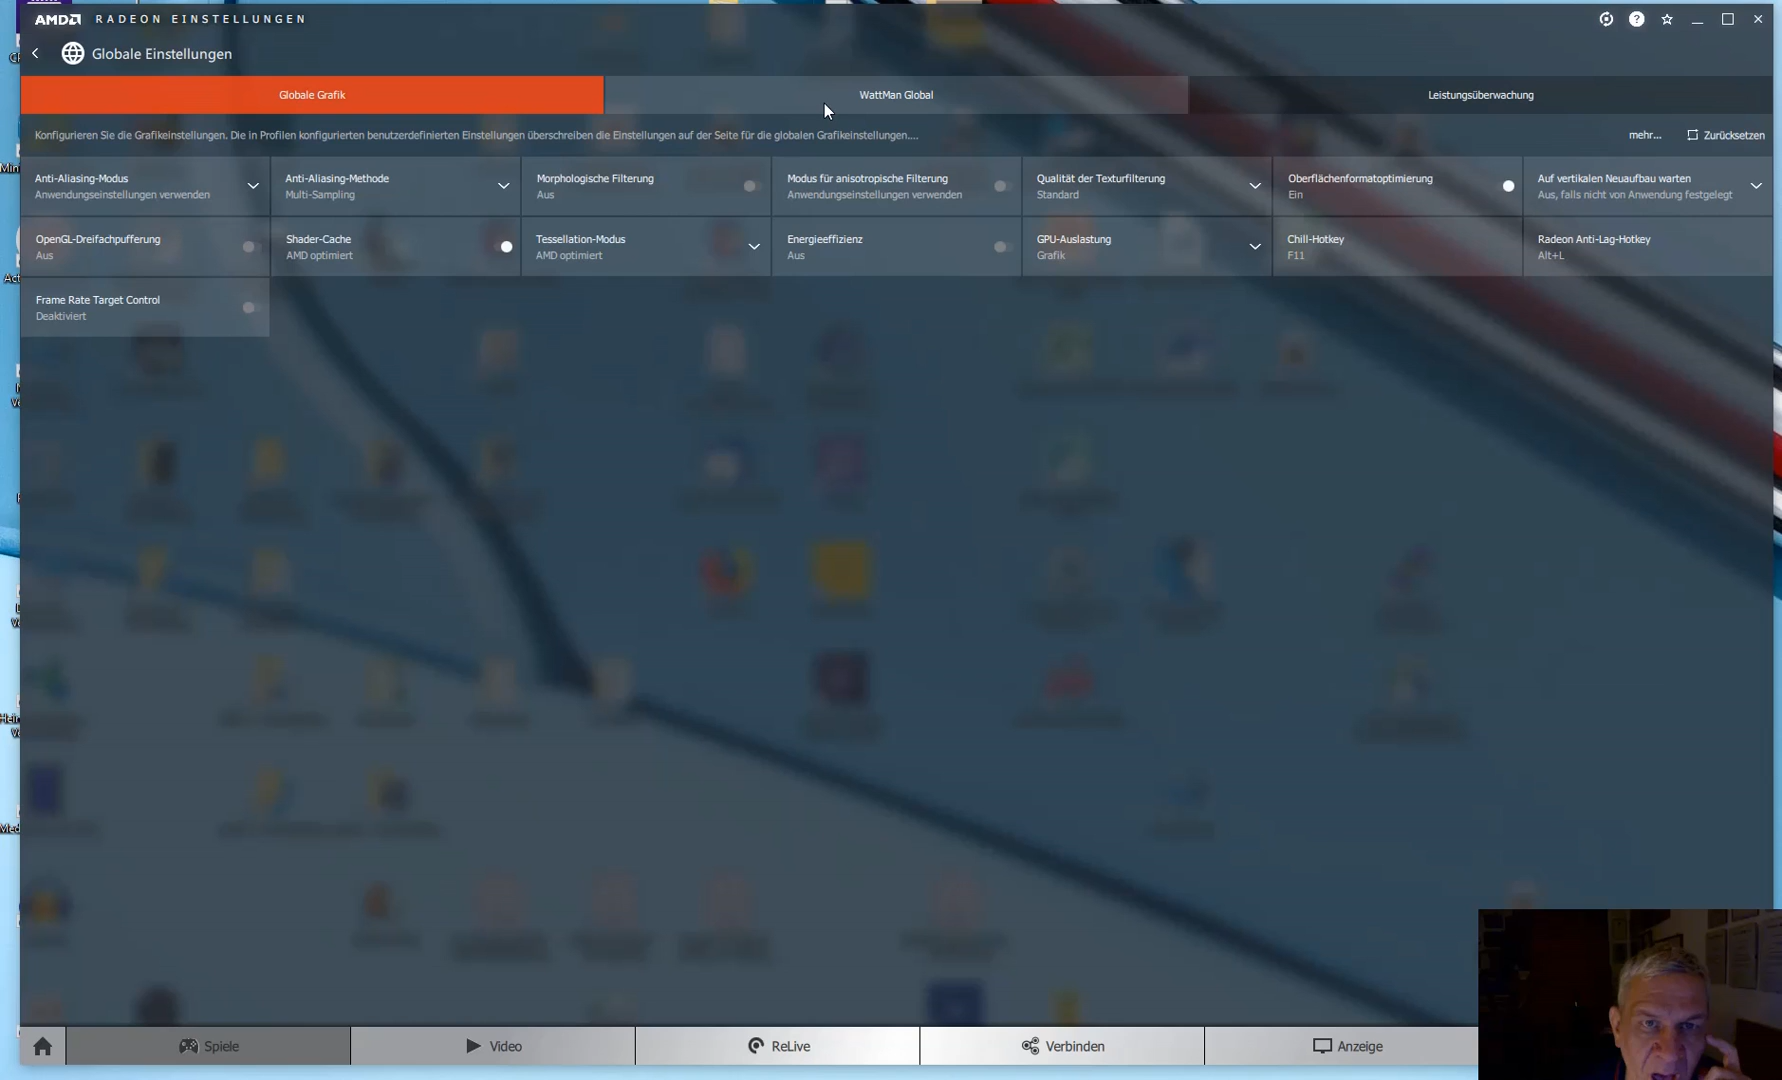 AMD RADEON EINSTELLUNGEN
Globale Einstellungen
Globale Grafik
WattMan Global
Leistungsüberwachung
Konfigurieren Sie die Grafikeinstellungen. Die in Profilen konfigurierten benutzerdefinierten Einstellungen überschreiben die Einstellungen auf der Seite für die globalen Grafikeinstellungen....
mehr...
Zurücksetzen
Anti-Aliasing-Modus
Anwendungseinstellungen verwenden
Anti-Aliasing-Methode
Multi-Sampling
Morphologische Filterung
Aus
Modus für anisotropische Filterung
Anwendungseinstellungen verwenden
Qualität der Texturfilterung
Standard
Oberflächenformatoptimierung
Ein
Auf vertikalen Neuaufbau warten
Aus, falls nicht von Anwendung festgelegt
OpenGL-Dreifachpufferung
Aus
Shader-Cache
AMD optimiert
Tessellation-Modus
AMD optimiert
Energieeffizienz
Aus
GPU-Auslastung
Grafik
Chill-Hotkey
F11
Radeon Anti-Lag-Hotkey
Alt+L
Frame Rate Target Control
Deaktiviert
Spiele
Video
ReLive
Verbinden
Anzeige